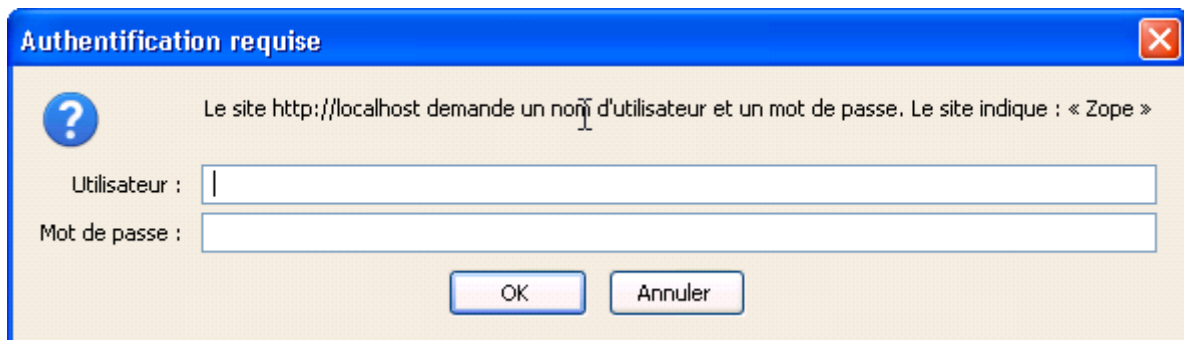 Authentification requise
Le site http://localhost demande un nom d'utilisateur et un mot de passe. Le site indique : « Zope »
Utilisateur :
Mot de passe :
OK Annuler